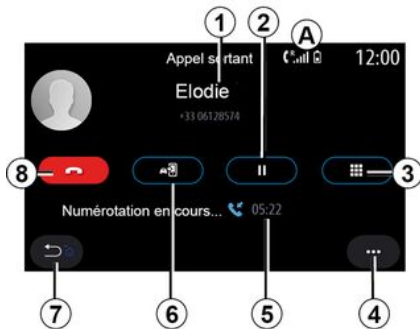 1
2
A
Appel sortant
R
12:00
Elodie
+33 06128574
8
3
Numérotation en cours... 05:22
7
6
5
4